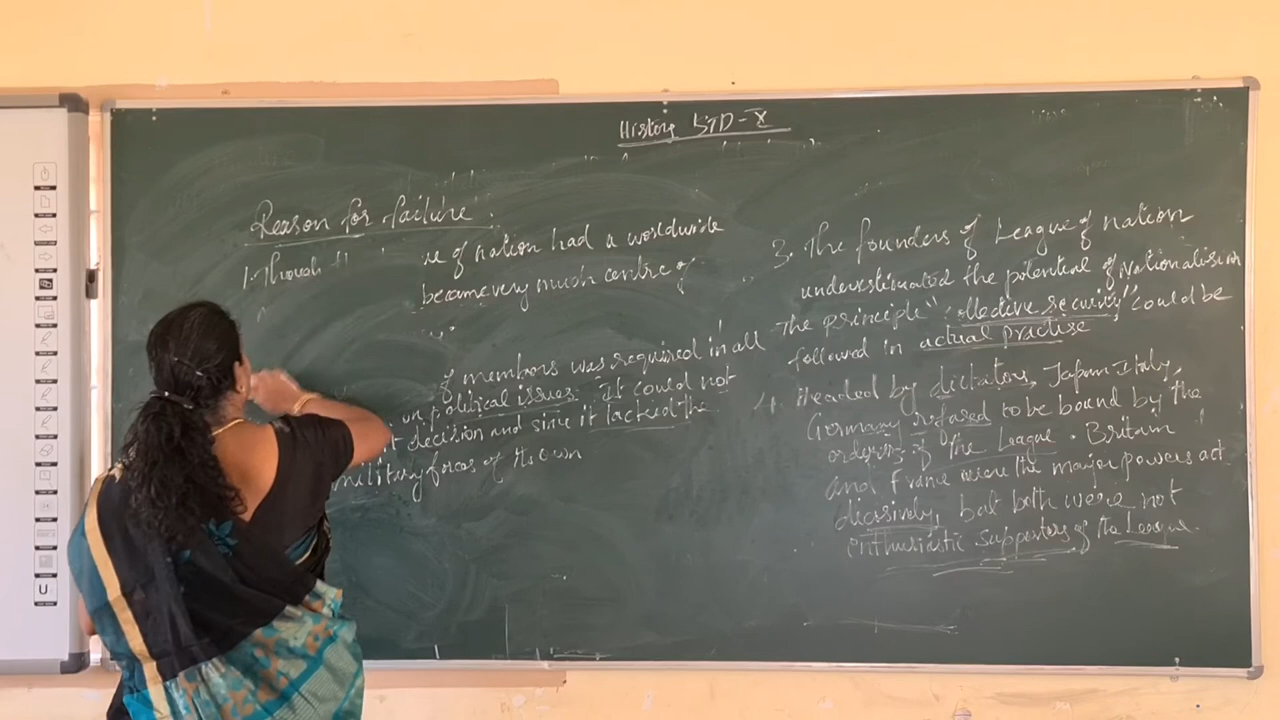 History STD-X
Reason for failure.
1. Though of nation had a worldwide
became very much centre of
of members was required in all
on political issues. It could not
decision and since it lacked the
military forces of its own
3. The founders of League of nation
underestimated the potential of Nationalism
The principle "collective security" could be
followed in actual practise
4. Headed by dictators, Japan Italy,
Germany refused to be bound by the
orders of the League. Britain
and France were the major powers act
but both were not
enthusiastic supporters of the League
U